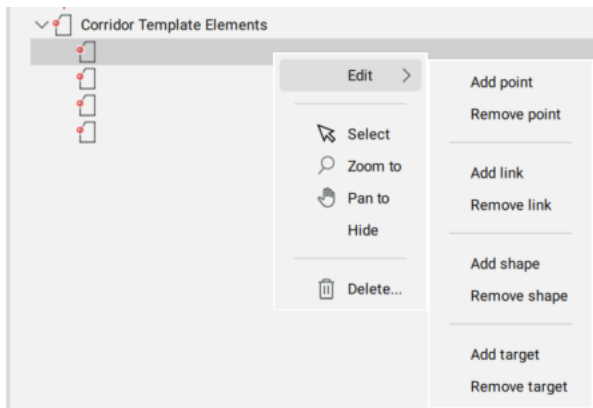 Corridor Template Elements
Edit
Add point
Remove point
Select
Zoom to
Add link
Pan to
Remove link
Hide
Add shape
Delete...
Remove shape
Add target
Remove target